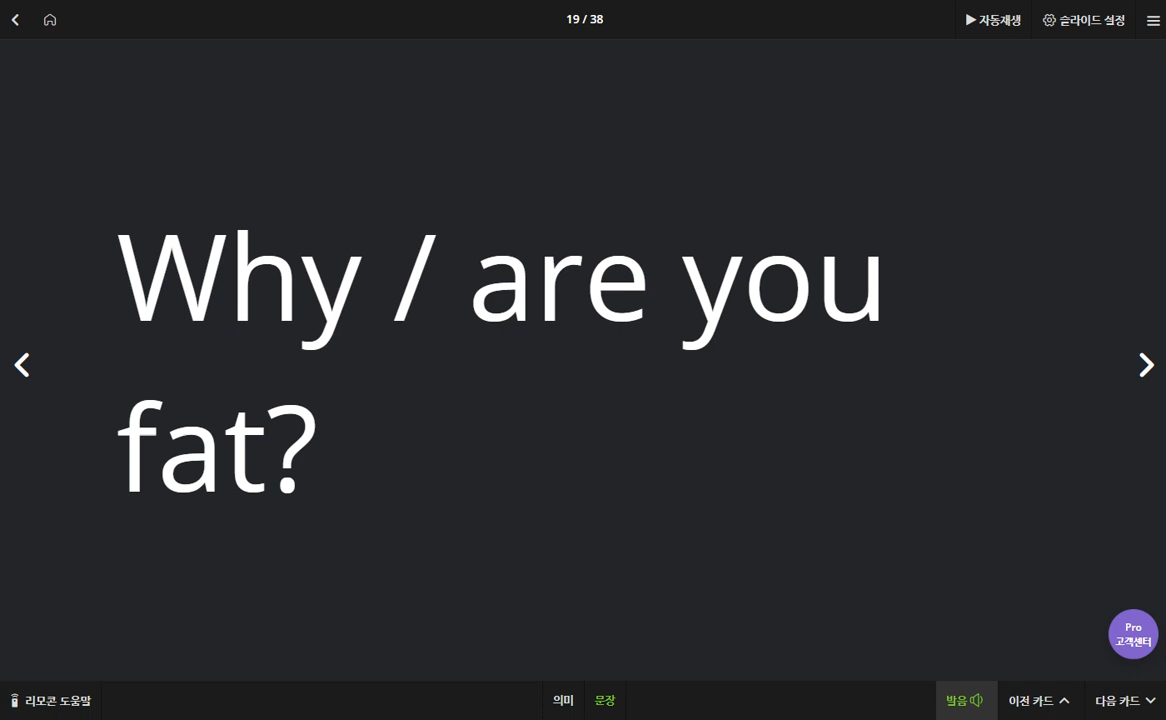 19 / 38
자동재생
슬라이드 설정
Why / are you
fat?
Pro
고객센터
리모콘 도움말
의미
문장
발음
이전 카드
다음 카드